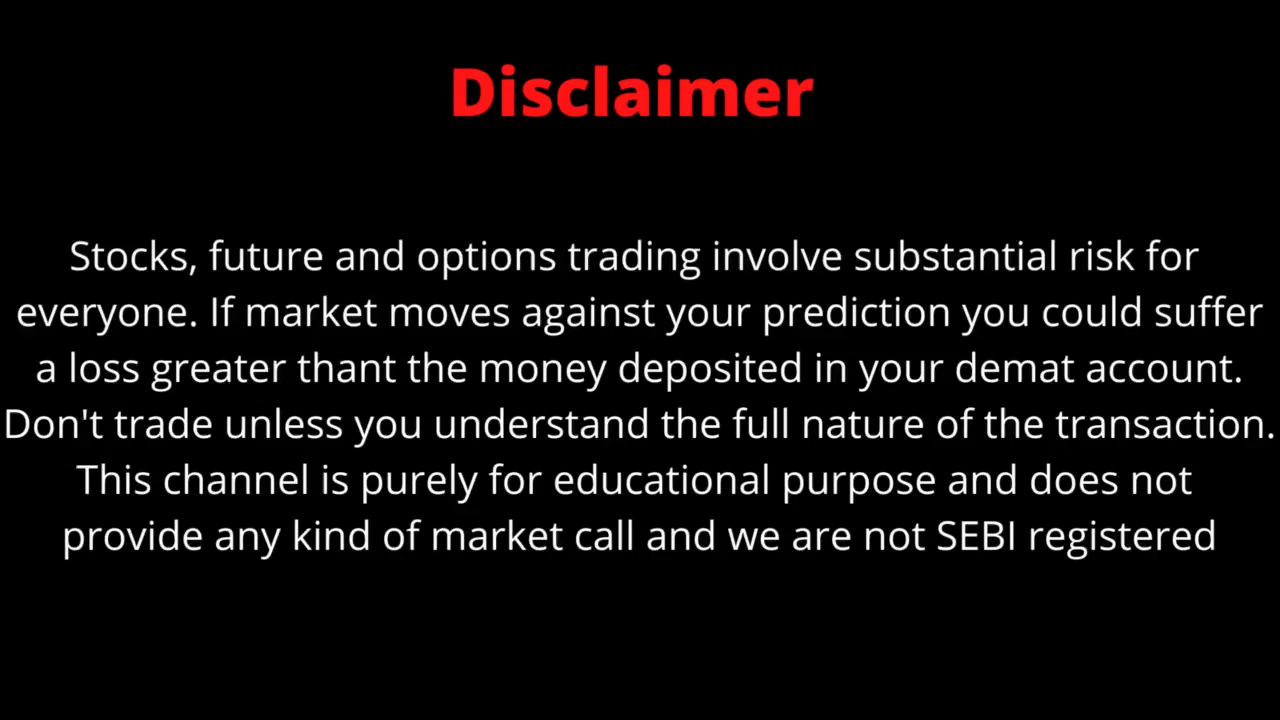 Disclaimer
Stocks, future and options trading involve substantial risk for
everyone. If market moves against your prediction you could suffer
a loss greater thant the money deposited in your demat account.
Don't trade unless you understand the full nature of the transaction.
This channel is purely for educational purpose and does not
provide any kind of market call and we are not SEBI registered